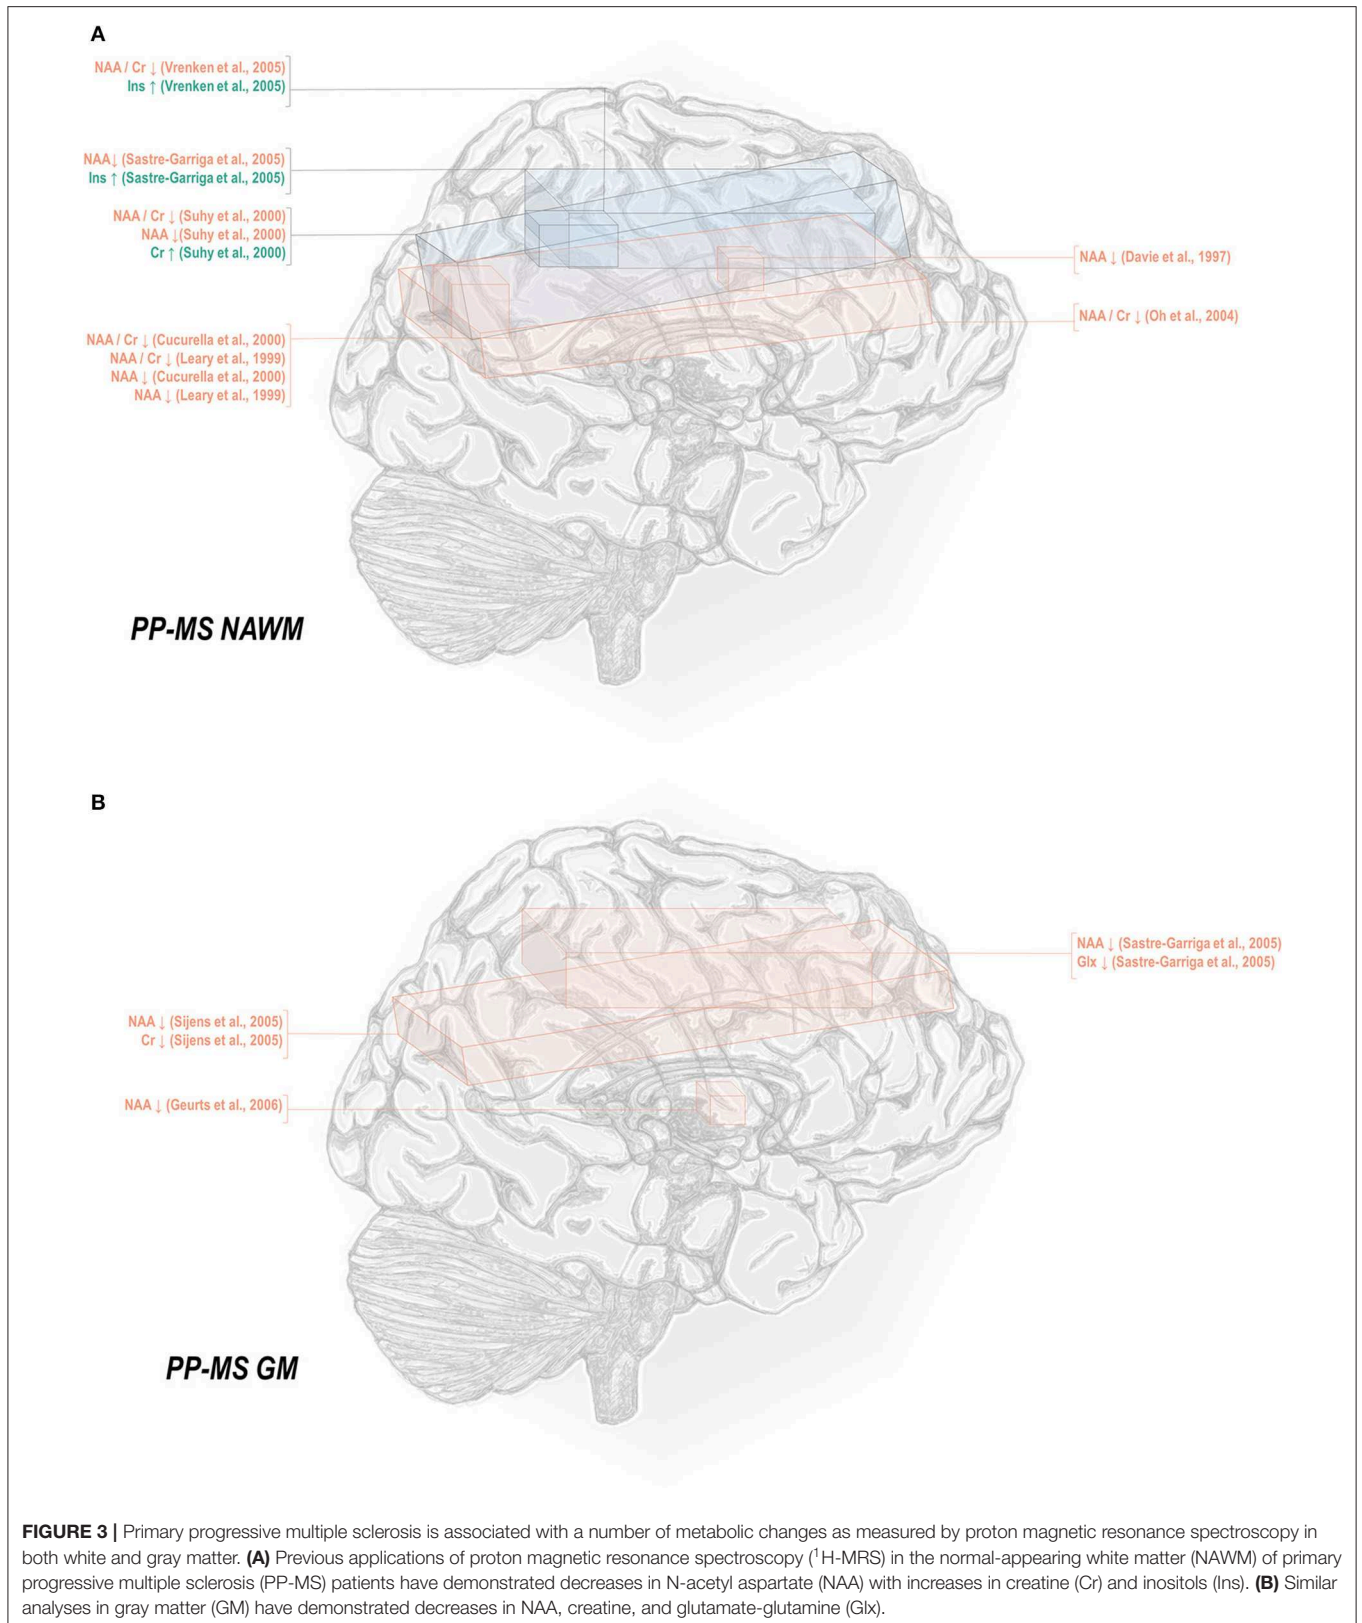 A
NAA / Cr ↓ (Vrenken et al., 2005)
Ins ↑ (Vrenken et al., 2005)
NAA↓ (Sastre-Garriga et al., 2005)
Ins ↑ (Sastre-Garriga et al., 2005)
NAA / Cr ↓ (Suhy et al., 2000)
NAA ↓(Suhy et al., 2000)
Cr ↑ (Suhy et al., 2000)
NAA ↓ (Davie et al., 1997)
NAA / Cr ↓ (Oh et al., 2004)
NAA / Cr ↓ (Cucurella et al., 2000)
NAA / Cr ↓ (Leary et al., 1999)
NAA ↓ (Cucurella et al., 2000)
NAA ↓ (Leary et al., 1999)
PP-MS NAWM
B
NAA ↓ (Sastre-Garriga et al., 2005)
Glx ↓ (Sastre-Garriga et al., 2005)
NAA ↓ (Sijens et al., 2005)
Cr ↓ (Sijens et al., 2005)
NAA ↓ (Geurts et al., 2006)
PP-MS GM
FIGURE 3 | Primary progressive multiple sclerosis is associated with a number of metabolic changes as measured by proton magnetic resonance spectroscopy in
both white and gray matter. (A) Previous applications of proton magnetic resonance spectroscopy (¹H-MRS) in the normal-appearing white matter (NAWM) of primary
progressive multiple sclerosis (PP-MS) patients have demonstrated decreases in N-acetyl aspartate (NAA) with increases in creatine (Cr) and inositols (Ins). (B) Similar
analyses in gray matter (GM) have demonstrated decreases in NAA, creatine, and glutamate-glutamine (Glx).